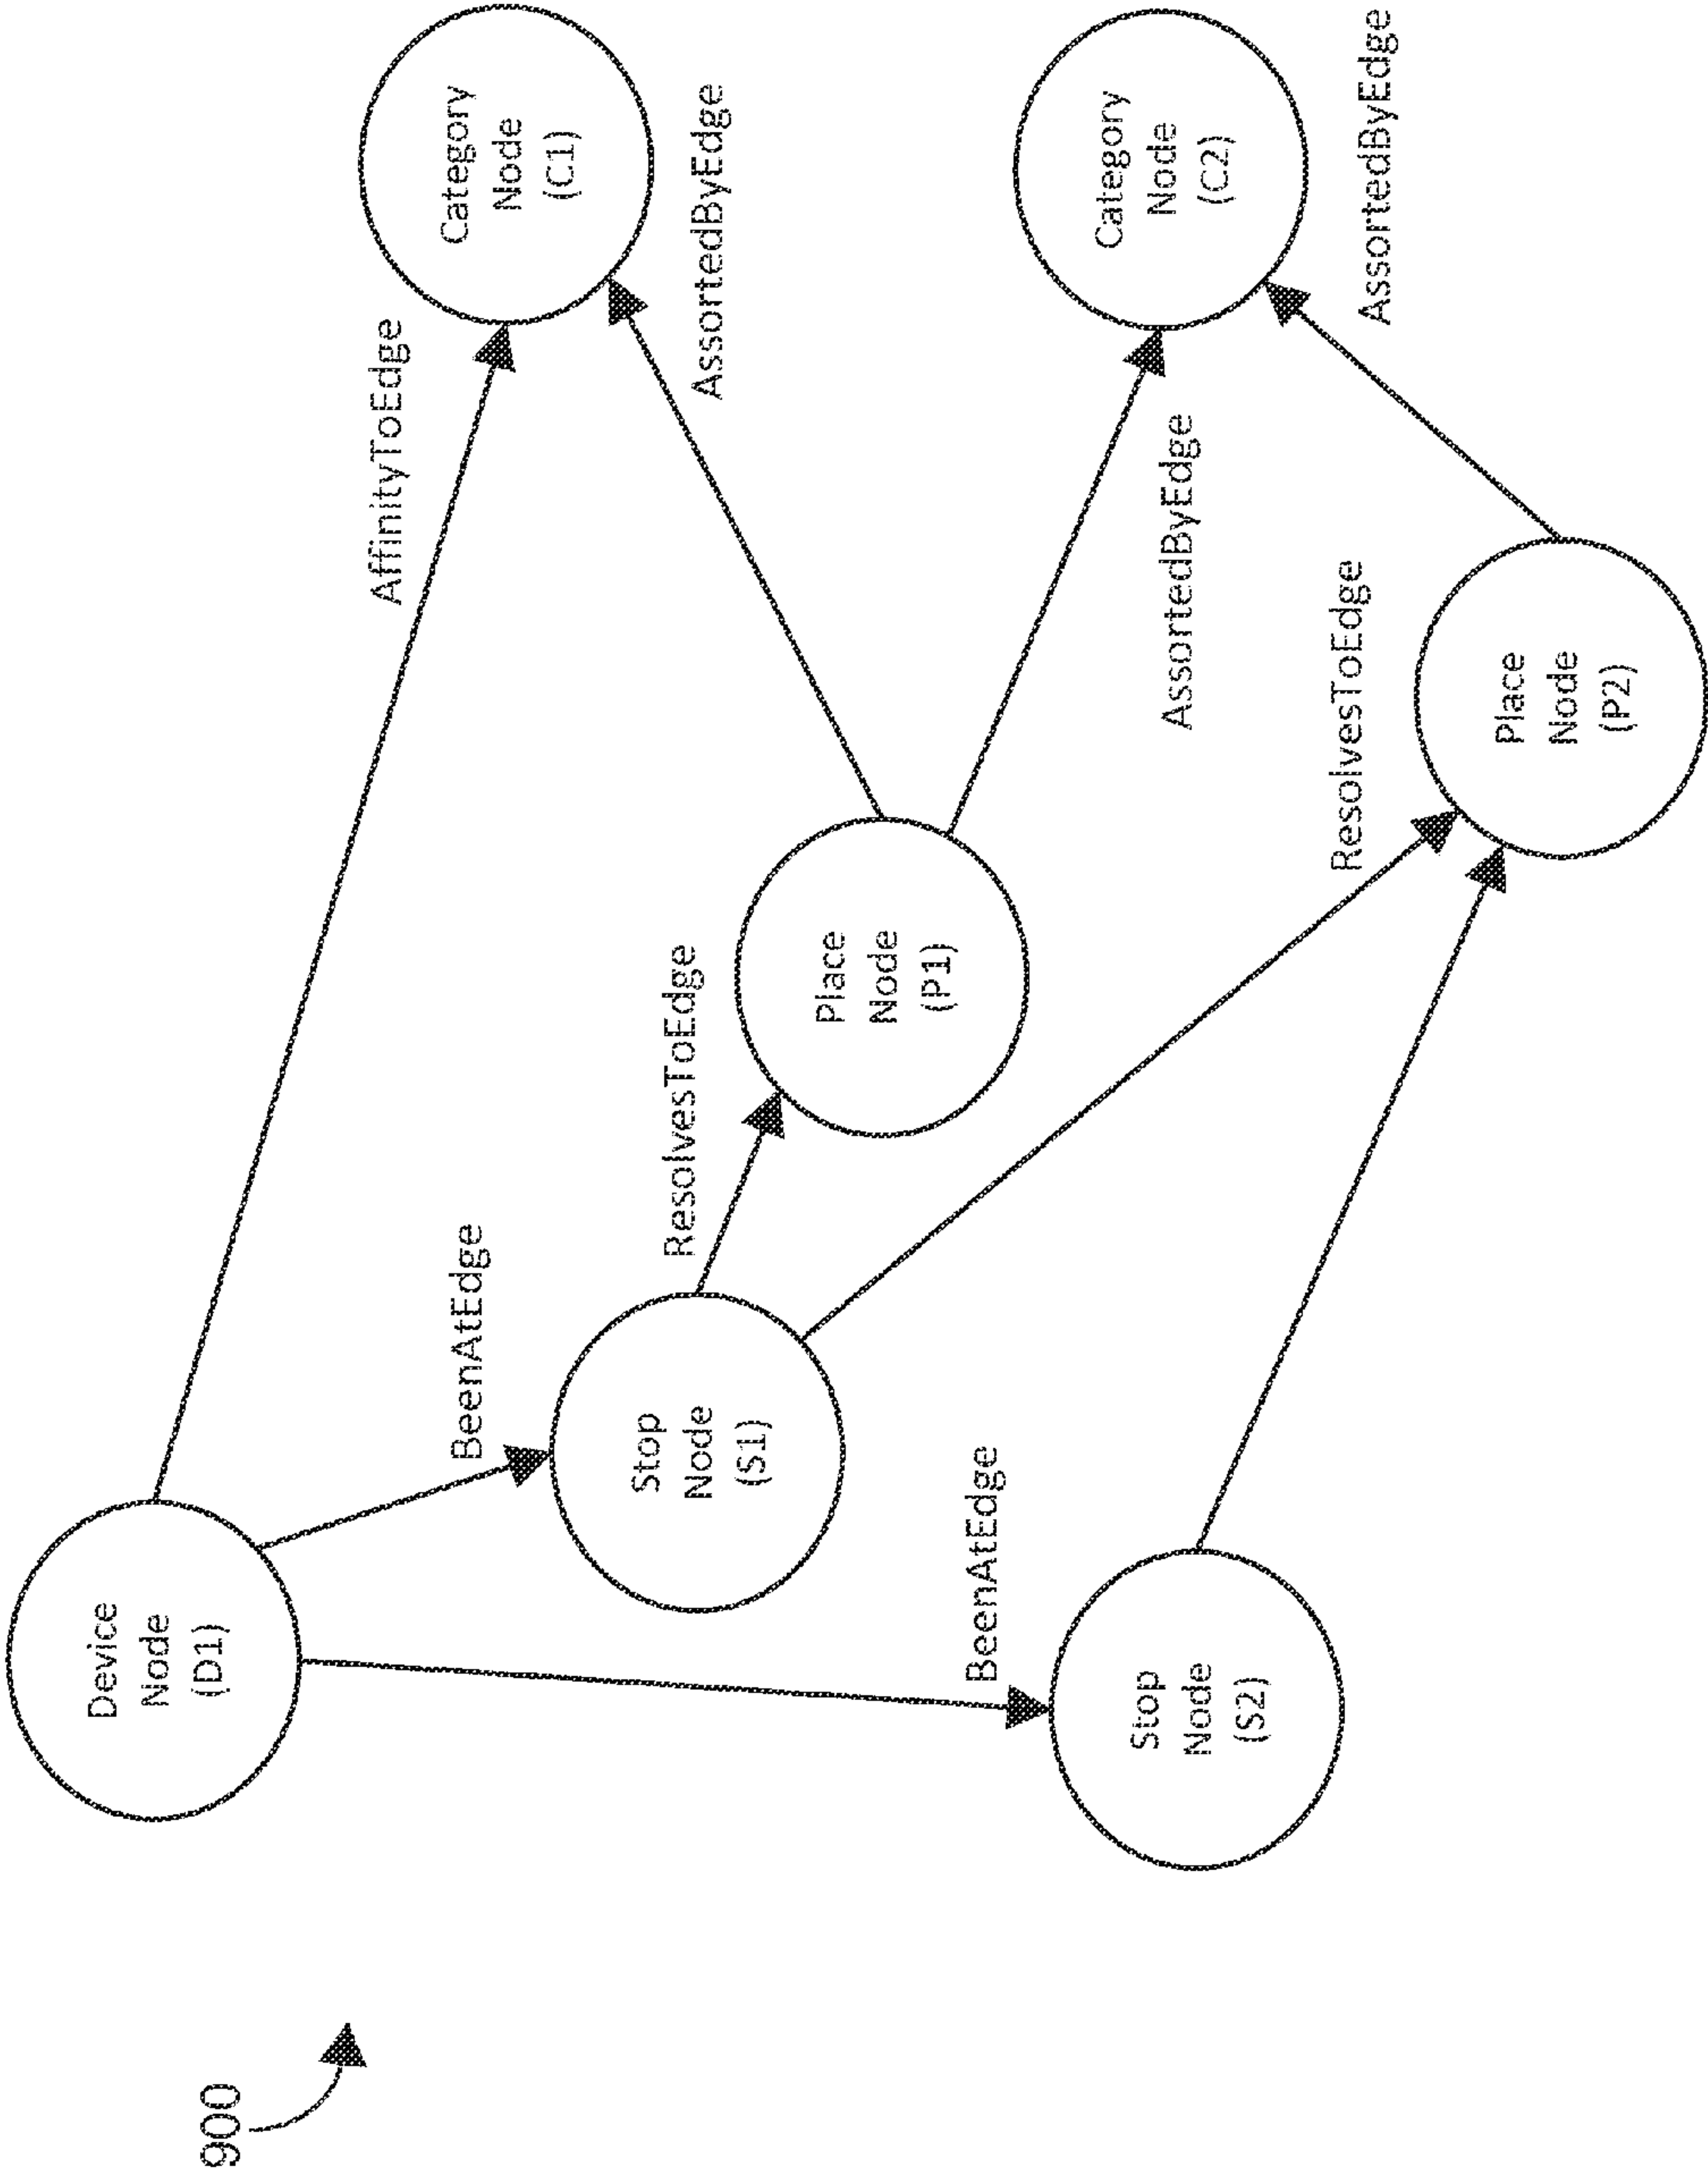 900
Device
Node
(D1)
AffinityToEdge
Category
Node
(C1)
BeenAtEdge
AssortedByEdge
Stop
Node
(S1)
ResolvesToEdge
Place
Node
(P1)
BeenAtEdge
Category
Node
(C2)
AssortedByEdge
Stop
Node
(S2)
ResolvesToEdge
AssortedByEdge
Place
Node
(P2)